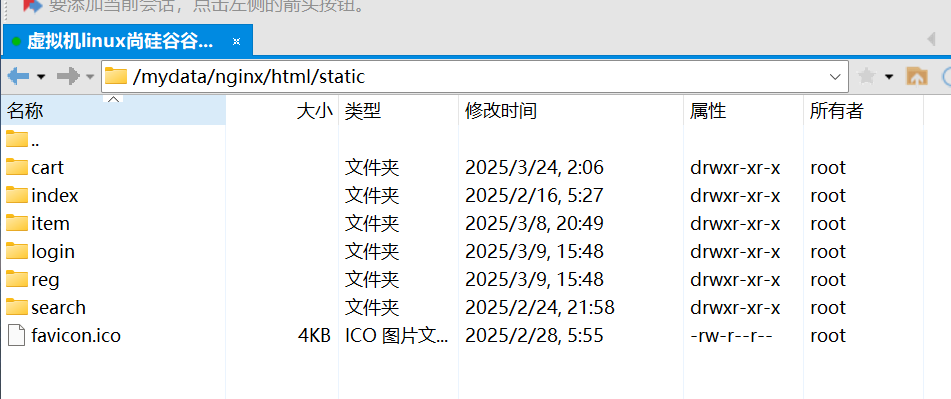 要添加当前会话，点击左侧的箭头按钮。
虚拟机linux尚硅谷谷... ×
/mydata/nginx/html/static
名称 大小 类型 修改时间 属性 所有者
..
cart 文件夹 2025/3/24, 2:06 drwxr-xr-x root
index 文件夹 2025/2/16, 5:27 drwxr-xr-x root
item 文件夹 2025/3/8, 20:49 drwxr-xr-x root
login 文件夹 2025/3/9, 15:48 drwxr-xr-x root
reg 文件夹 2025/3/9, 15:48 drwxr-xr-x root
search 文件夹 2025/2/24, 21:58 drwxr-xr-x root
favicon.ico 4KB ICO 图片文... 2025/2/28, 5:55 -rw-r--r-- root